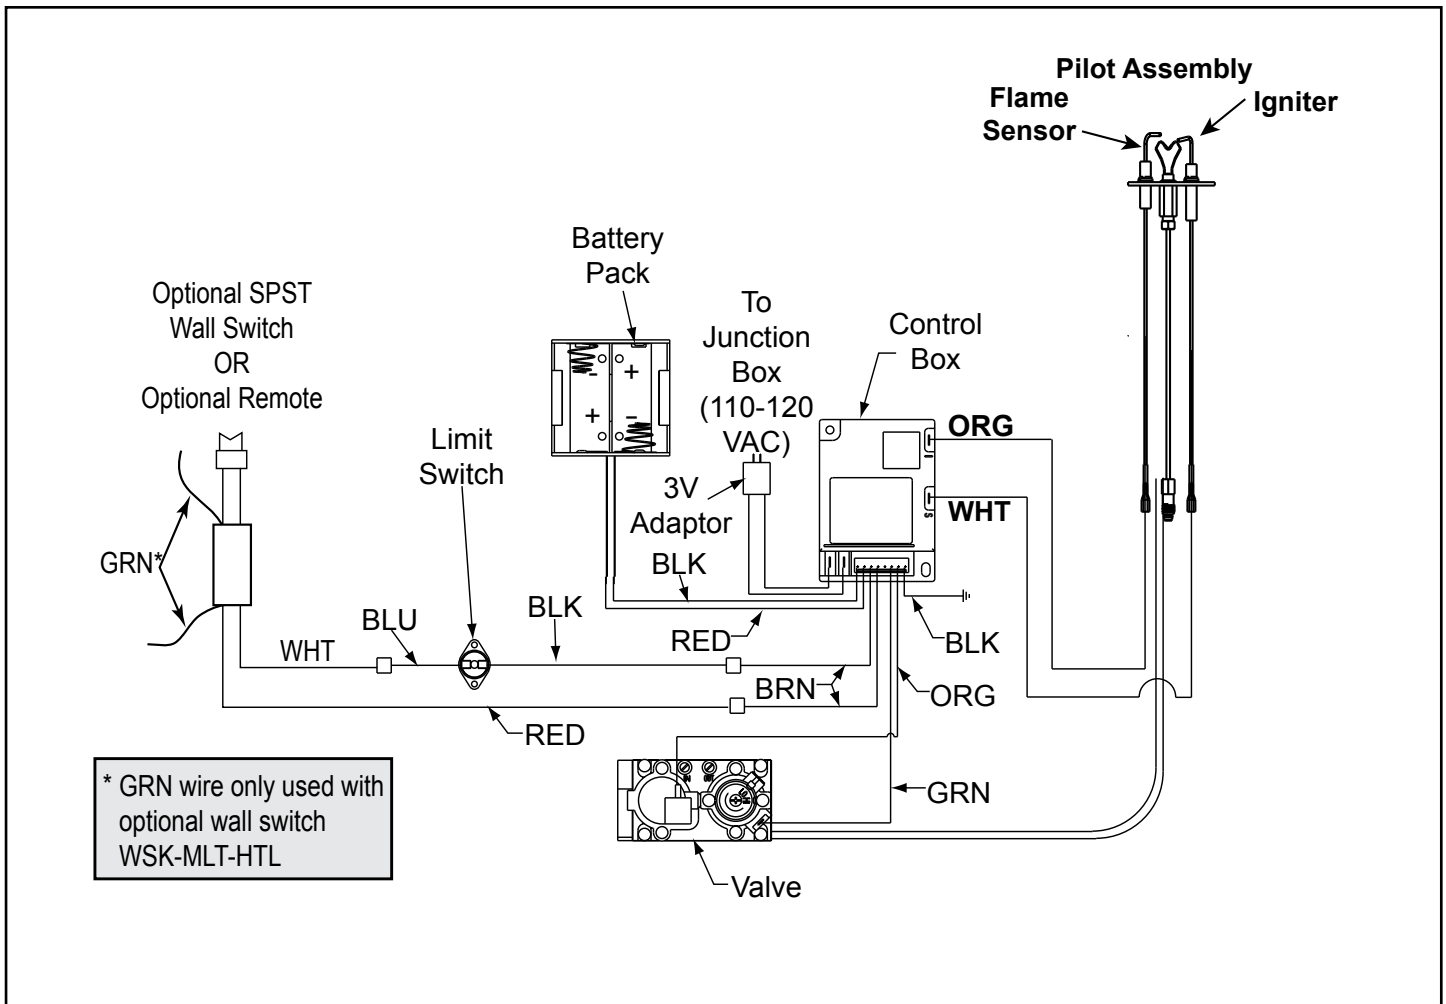 Pilot Assembly
Flame
Sensor
Igniter
Battery
Pack
Optional SPST
Wall Switch
OR
Optional Remote
To
Junction
Box
(110-120
VAC)
Control
Box
Limit
Switch
3V
Adaptor
ORG
I
WHT
S
- +
+ -
GRN*
BLK
BLU
BLK
RED
BLK
WHT
BRN
ORG
RED
GRN
Valve
* GRN wire only used with
optional wall switch
WSK-MLT-HTL